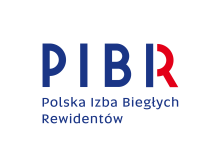 PIBR
Polska Izba Biegłych
Rewidentów